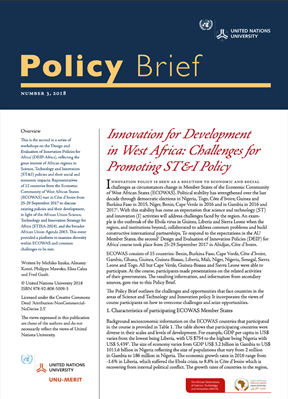 UNITED NATIONS
UNIVERSITY
Policy Brief
NUMBER 3, 2018
Overview
This is the second in a series of
workshops on the Design and
Evaluation of Innovation Policies for
Africa (DEIP-Africa), reflecting the
great interest of African regions in
Science, Technology and Innovation
(ST&I) policies and their social and
economic impacts. Representatives
of 12 countries from the Economic
Community of West African States
(ECOWAS) met in Côte d'Ivoire from
25-29 September 2017 to discuss
existing policies and their development,
in light of the African Union Science,
Technology and Innovation Strategy for
Africa (STISA-2024), and the broader
African Union Agenda 2063. This event
provided a platform to examine diversity
within ECOWAS and common
challenges to be met.
Written by Michiko Iizuka, Almamy
Konté, Philippe Mawoko, Elisa Calza
and Fred Gault.
© United Nations University 2018
ISBN 978-92-808-
Licensed under the Creative Commons
Deed 'Attribution-NonCommercial-
NoDerivs 2.5'
The views expressed in this publication
are those of the authors and do not
necessarily reflect the views of United
Nations University.
UNITED NATIONS
UNIVERSITY
UNU-MERIT
Innovation for Development
in West Africa: Challenges for
Promoting ST&I Policy
INNOVATION POLICY IS SEEN AS A SOLUTION TO ECONOMIC AND SOCIAL
challenges as circumstances change in Member States of the Economic Community
of West African States (ECOWAS). Political stability has strengthened over the last
decade through democratic elections in Nigeria, Togo, Côte d'Ivoire, Guinea and
Burkina Faso in 2015, Niger, Benin, Cape Verde in 2016 and in Gambia in 2016 and
2017. With this stability has come an expectation that science and technology (ST)
and innovation (I) activities will address challenges faced by the region. An exam-
ple is the outbreak of the Ebola virus in Guinea, Liberia and Sierra Leone when the
region, and institutions beyond, collaborated to address common problems and build
constructive international partnerships. To respond to the expectations in the AU
Member States, the second 'Design and Evaluation of Innovation Policies (DEIP) for
Africa' course took place from 25-29 September 2017 in Abidjan, Côte d'Ivoire.
ECOWAS consists of 15 countries: Benin, Burkina Faso, Cape Verde, Côte d'Ivoire,
Gambia, Ghana, Guinea, Guinea-Bissau, Liberia, Mali, Niger, Nigeria, Senegal, Sierra
Leone and Togo. All but Cape Verde, Guinea-Bissau and Sierra Leone were able to
participate. At the course, participants made presentations on the related activities
of their governments. The resulting information, and information from secondary
sources, gave rise to this Policy Brief.
The Policy Brief outlines the challenges and opportunities that face countries in the
areas of Science Technology and Innovation policy. It incorporates the views of
course participants on how to overcome challenges and seize opportunities.
1. Characteristics of participating ECOWAS Member States
Background socioeconomic information on the ECOWAS countries that participated
in the course is provided in Table 1. The table shows that participating countries were
diverse in their scales and levels of development. For example, GDP per capita in US$
varies from the lowest being Liberia, with US $754 to the highest being Nigeria with
US$ 5,439
. The size of economy varies from GDP US$ 3.2 billion in Gambia to US$
1011.6 billion in Nigeria reflecting the size of populations that vary from 2 million
in Gambia to 186 million in Nigeria. The economic growth rates in 2016 range from
-1.6% in Liberia, which suffered the Ebola crisis, to 8.8% in Côte d'Ivoire which is
recovering from internal political conflict. The growth rates of countries in the region,